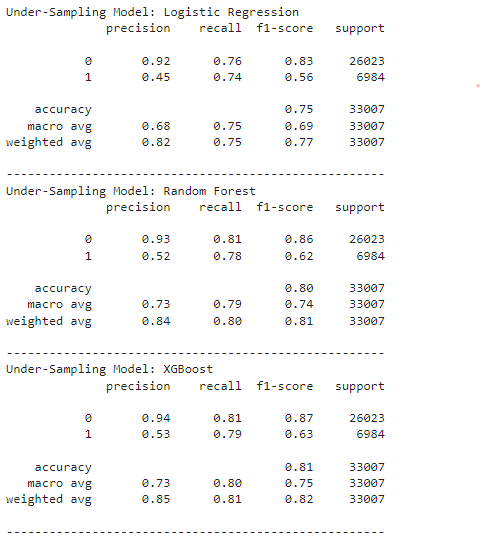 Under-Sampling Model: Logistic Regression
precision recall f1-score support
0 0.92 0.76 0.83 26023
1 0.45 0.74 0.56 6984
accuracy 0.75 33007
macro avg 0.68 0.75 0.69 33007
weighted avg 0.82 0.75 0.77 33007
-----------------------------------------------------
Under-Sampling Model: Random Forest
precision recall f1-score support
0 0.93 0.81 0.86 26023
1 0.52 0.78 0.62 6984
accuracy 0.80 33007
macro avg 0.73 0.79 0.74 33007
weighted avg 0.84 0.80 0.81 33007
-----------------------------------------------------
Under-Sampling Model: XGBoost
precision recall f1-score support
0 0.94 0.81 0.87 26023
1 0.53 0.79 0.63 6984
accuracy 0.81 33007
macro avg 0.73 0.80 0.75 33007
weighted avg 0.85 0.81 0.82 33007
-----------------------------------------------------